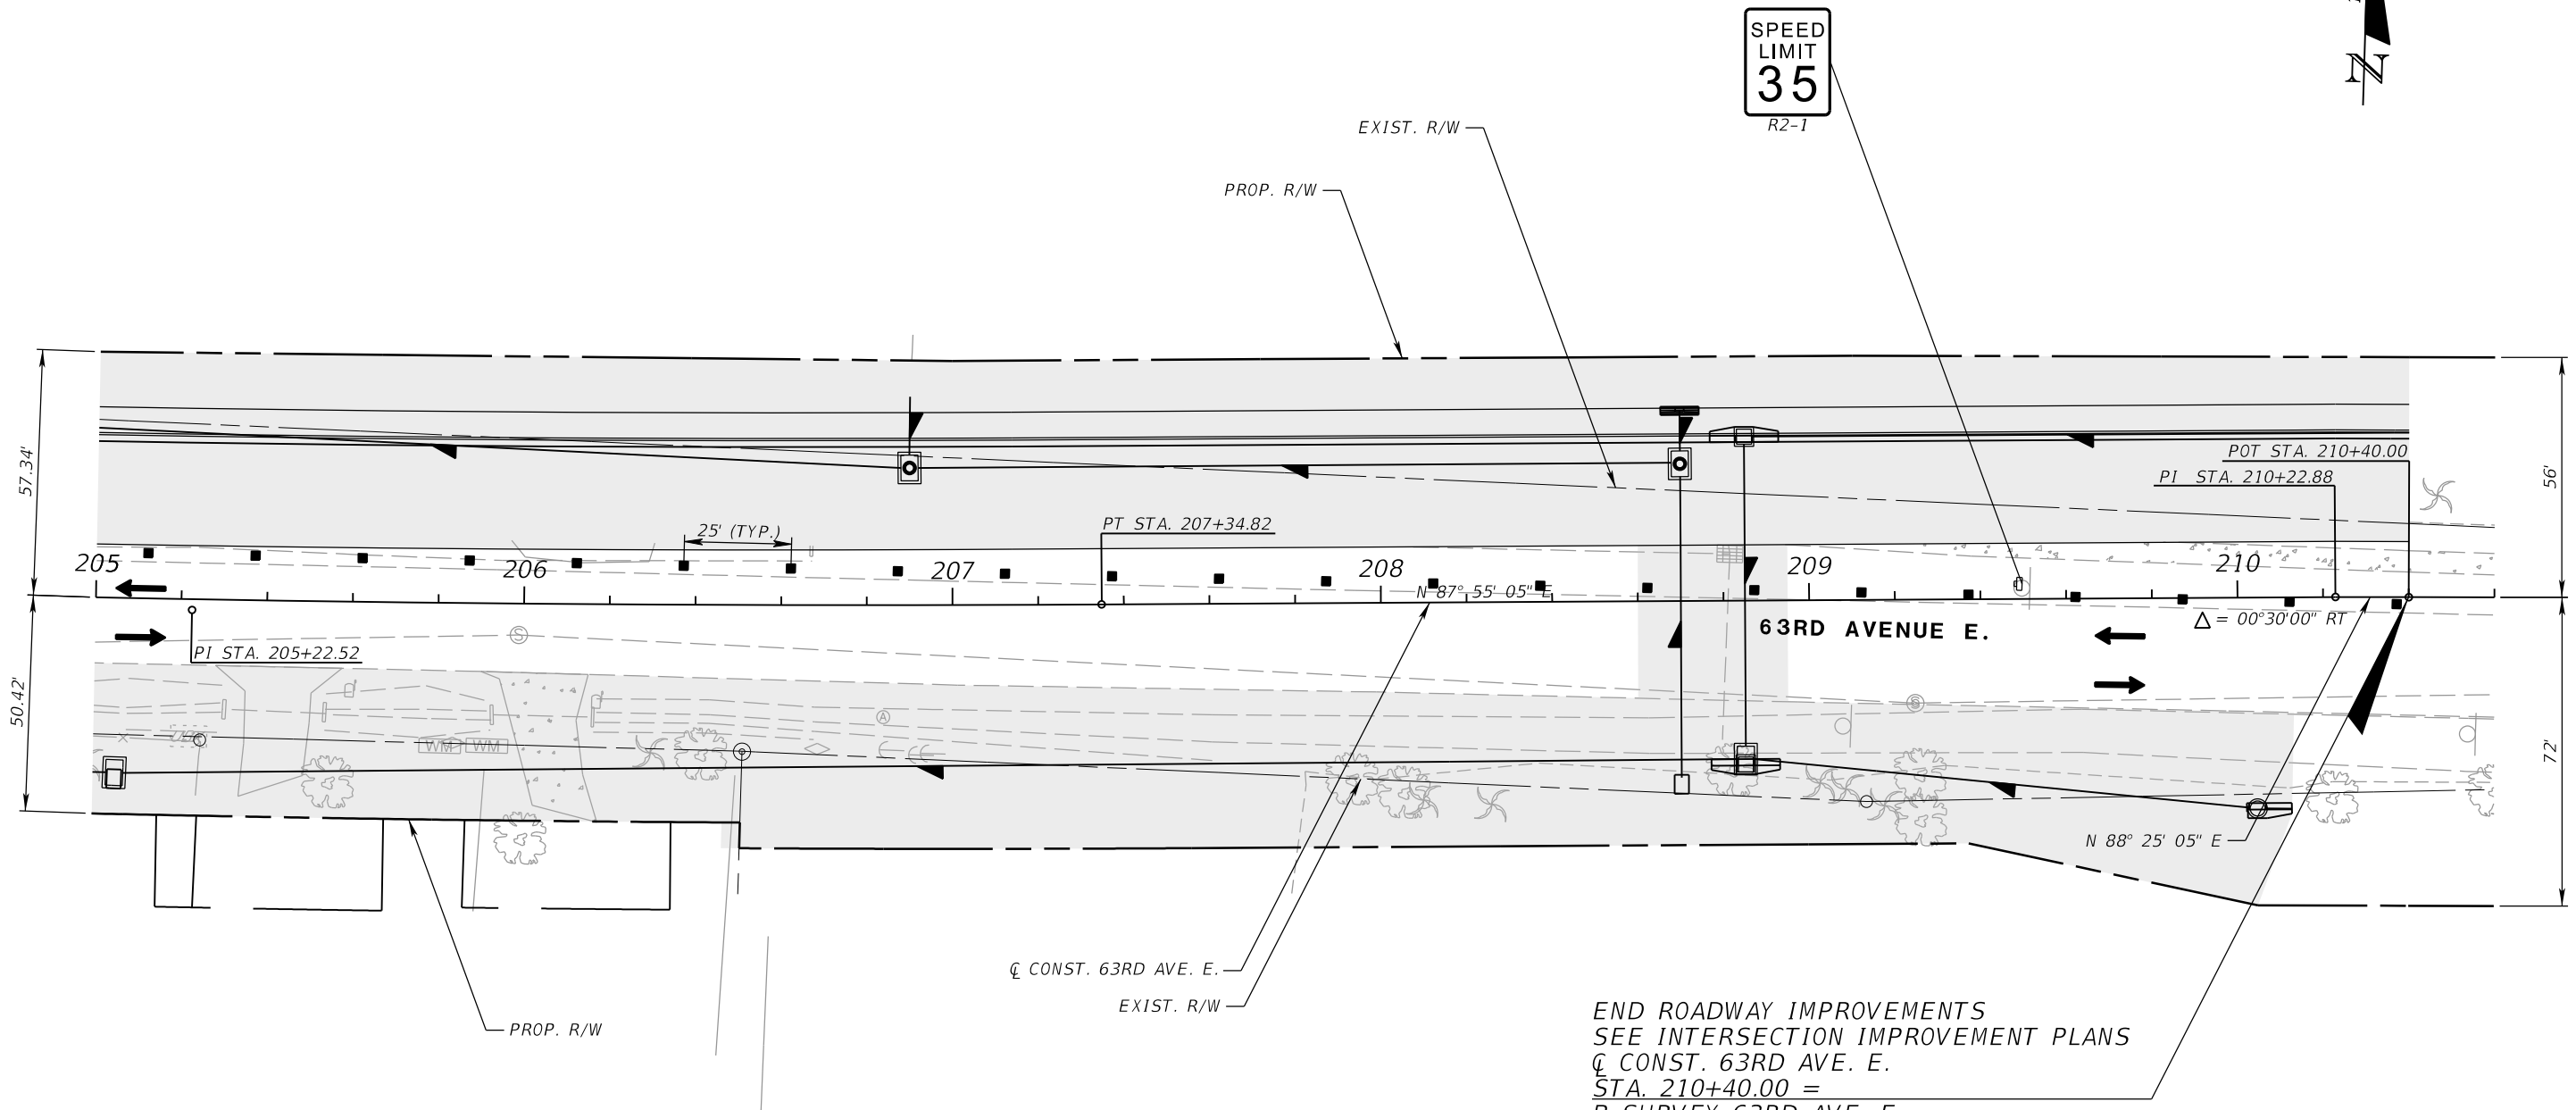 SPEED
LIMIT
35
R2-1
N
EXIST. R/W
PROP. R/W
57.34'
50.42'
56'
72'
POT STA. 210+40.00
PI STA. 210+22.88
PT STA. 207+34.82
25' (TYP.)
205
206
207
208
209
210
N 87° 55' 05" E
63RD AVENUE E.
Δ = 00°30'00" RT
PI STA. 205+22.52
S
S
A
WM
WM
N 88° 25' 05" E
℄ CONST. 63RD AVE. E.
EXIST. R/W
PROP. R/W
END ROADWAY IMPROVEMENTS
SEE INTERSECTION IMPROVEMENT PLANS
℄ CONST. 63RD AVE. E.
STA. 210+40.00 =
SURVEY 63RD AVE. E.